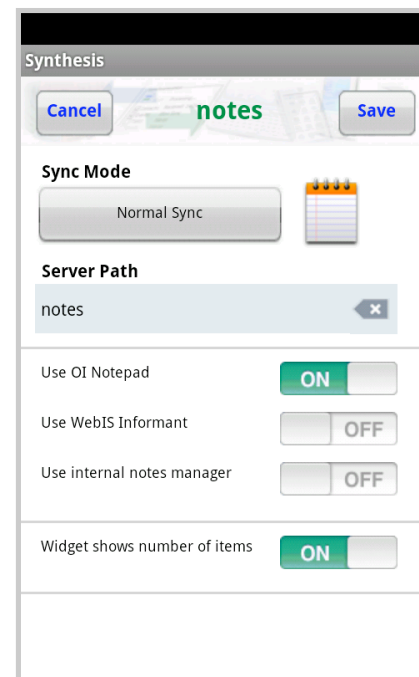 Synthesis
Cancel notes Save
Sync Mode
Normal Sync
Server Path
notes
Use OI Notepad ON
Use WebIS Informant OFF
Use internal notes manager OFF
Widget shows number of items ON